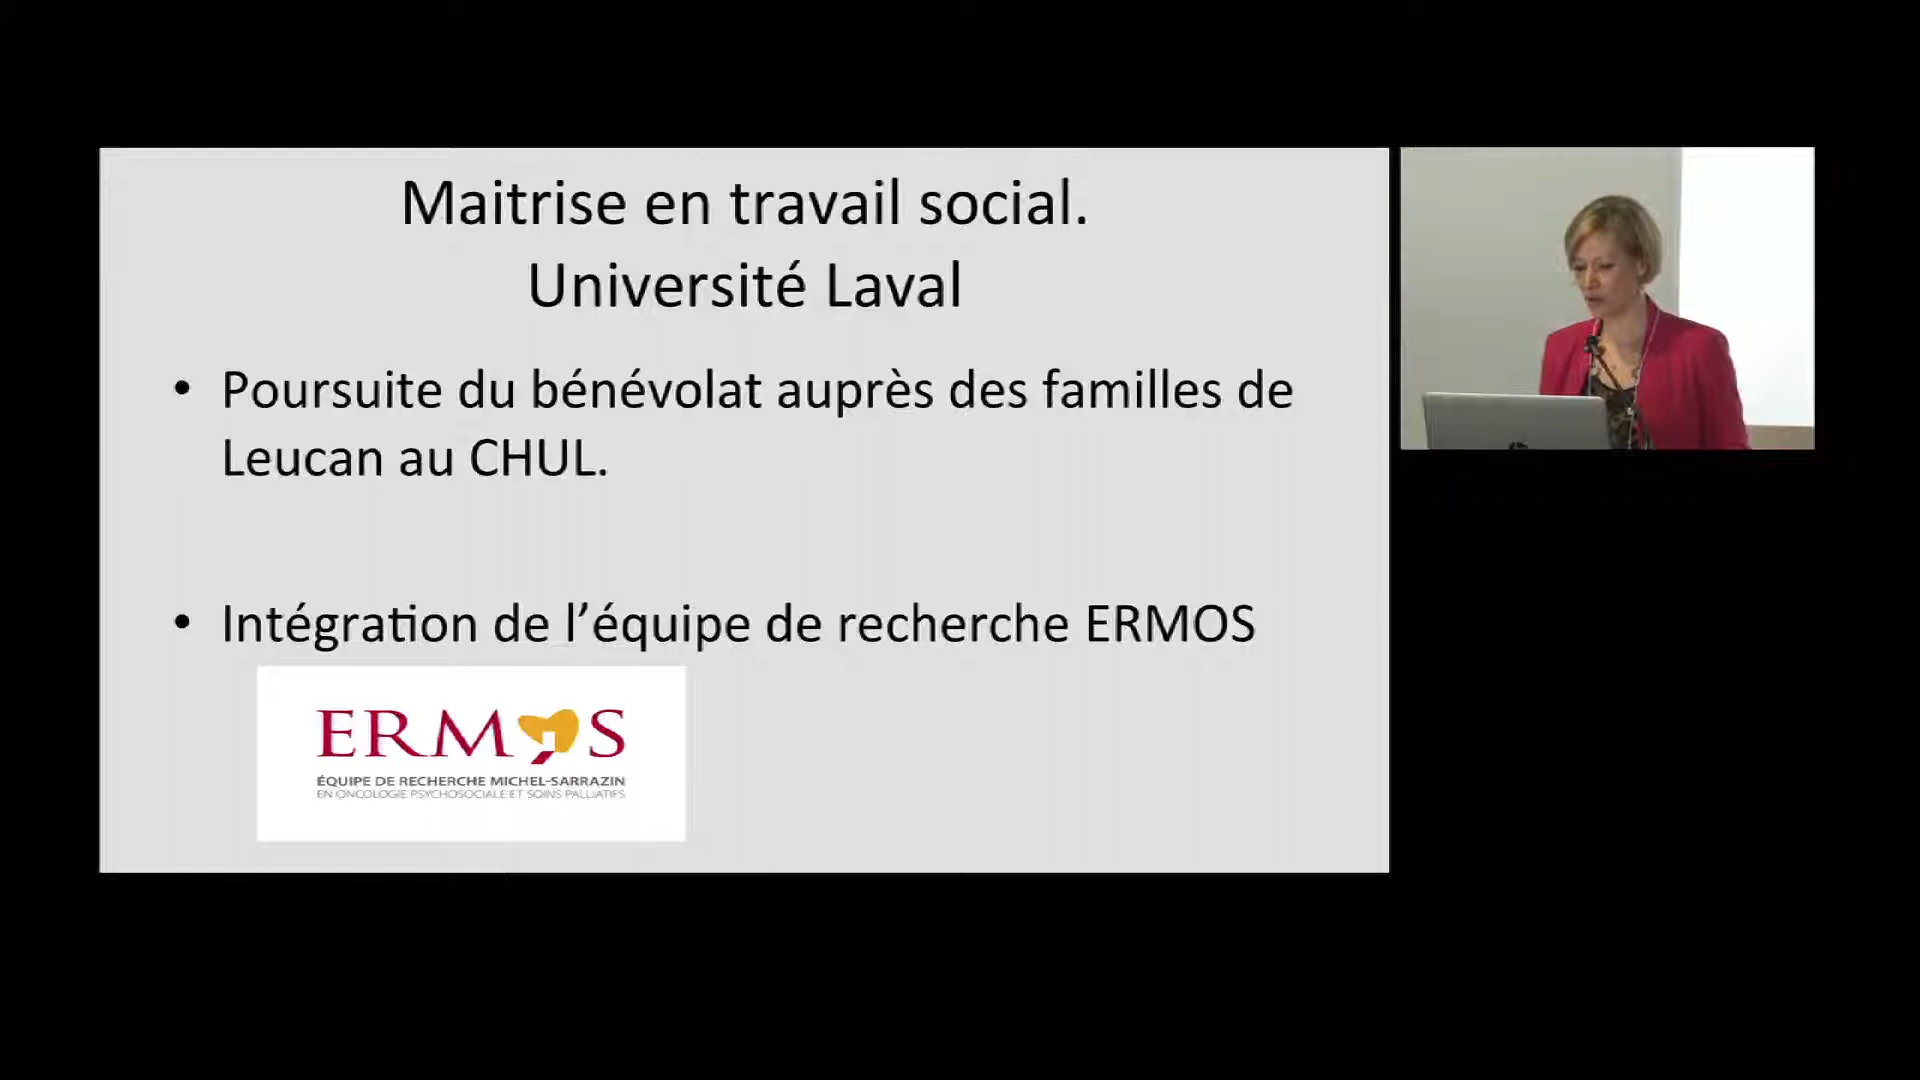 Maitrise en travail social.
Université Laval
• Poursuite du bénévolat auprès des familles de
Leucan au CHUL.
• Intégration de l’équipe de recherche ERMOS
ERMOS
ÉQUIPE DE RECHERCHE MICHEL-SARRAZIN
EN ONCOLOGIE PSYCHOSOCIALE ET SOINS PALLIATIFS